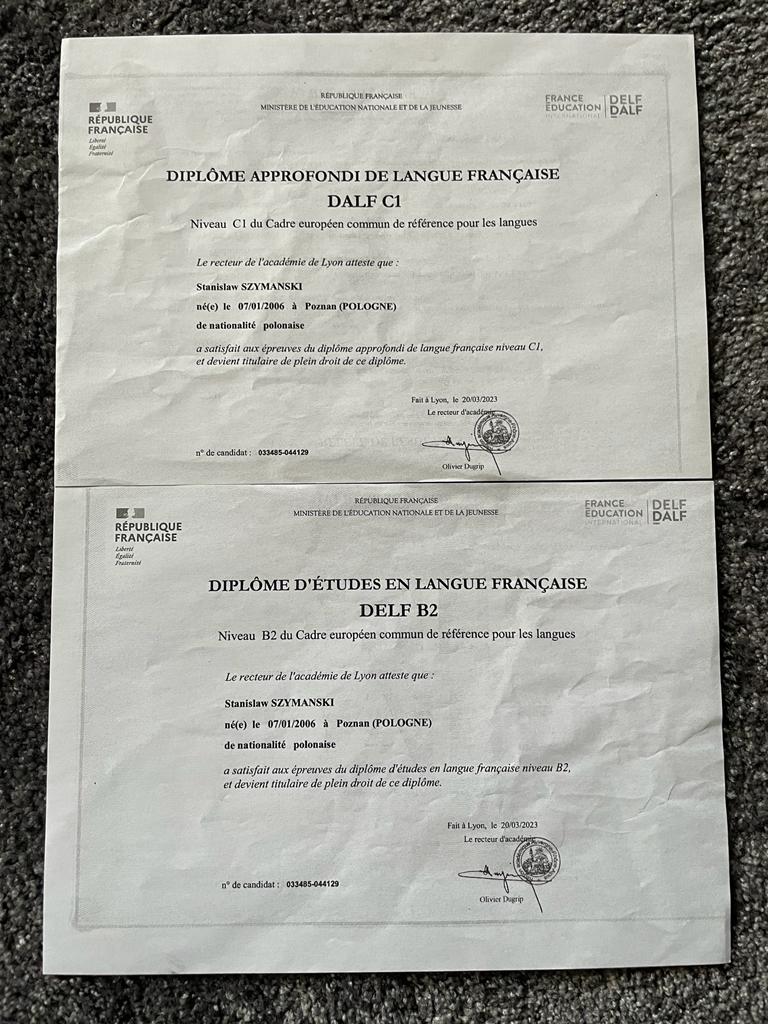 RÉPUBLIQUE FRANÇAISE
MINISTÈRE DE L'ÉDUCATION NATIONALE ET DE LA JEUNESSE
RÉPUBLIQUE
FRANÇAISE
Liberté
Égalité
Fraternité
FRANCE
ÉDUCATION
INTERNATIONAL
DELF
DALF
DIPLÔME APPROFONDI DE LANGUE FRANÇAISE
DALF C1
Niveau C1 du Cadre européen commun de référence pour les langues
Le recteur de l'académie de Lyon atteste que :
Stanislaw SZYMANSKI
né(e) le 07/01/2006 à Poznan (POLOGNE)
de nationalité polonaise
a satisfait aux épreuves du diplôme approfondi de langue française niveau C1,
et devient titulaire de plein droit de ce diplôme.
Fait à Lyon, le 20/03/2023
Le recteur d'académie
n° de candidat : 033485-044129
Olivier Dugrip
RÉPUBLIQUE FRANÇAISE
MINISTÈRE DE L'ÉDUCATION NATIONALE ET DE LA JEUNESSE
RÉPUBLIQUE
FRANÇAISE
Liberté
Égalité
Fraternité
FRANCE
ÉDUCATION
INTERNATIONAL
DELF
DALF
DIPLÔME D'ÉTUDES EN LANGUE FRANÇAISE
DELF B2
Niveau B2 du Cadre européen commun de référence pour les langues
Le recteur de l'académie de Lyon atteste que :
Stanislaw SZYMANSKI
né(e) le 07/01/2006 à Poznan (POLOGNE)
de nationalité polonaise
a satisfait aux épreuves du diplôme d'études en langue française niveau B2,
et devient titulaire de plein droit de ce diplôme.
Fait à Lyon, le 20/03/2023
Le recteur d'académie
n° de candidat : 033485-044129
Olivier Dugrip